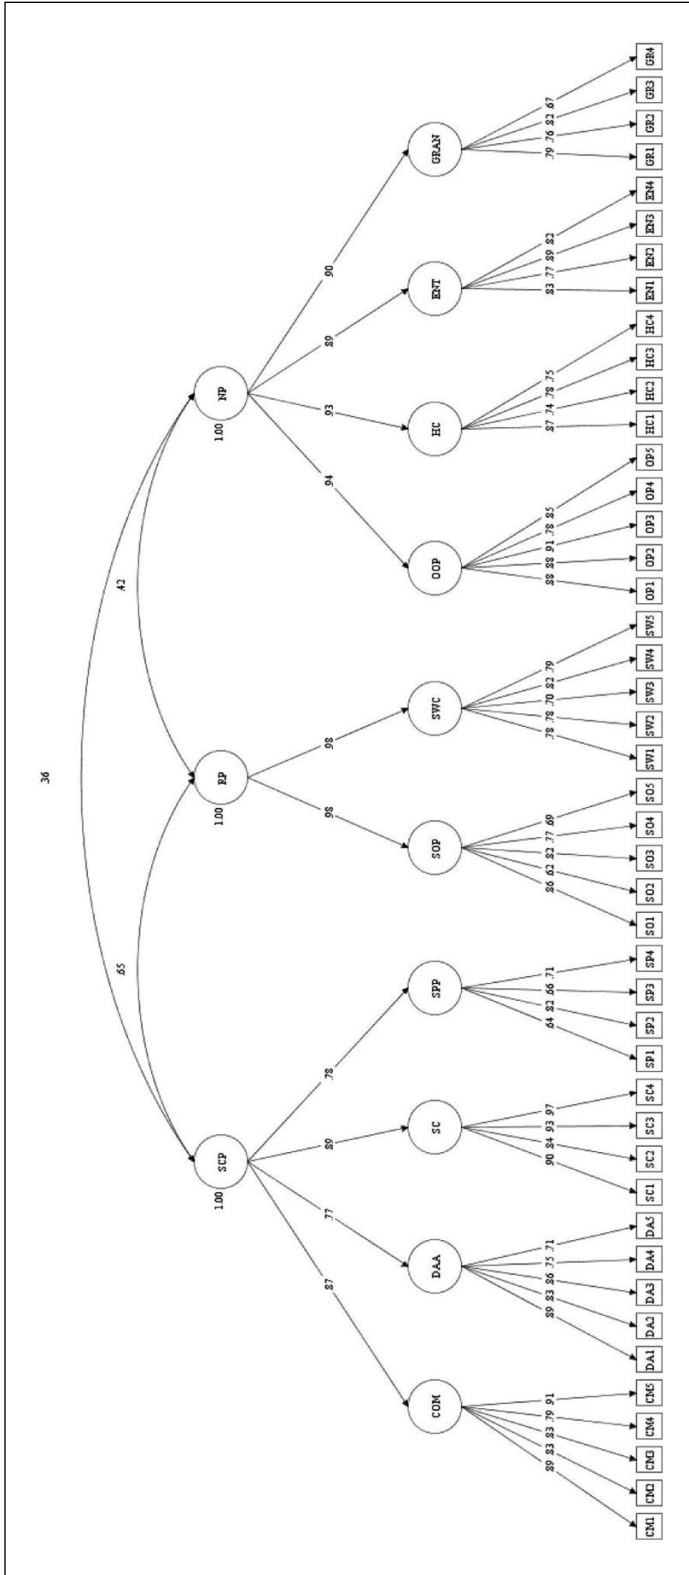 .36
.65 .42
SCP RP NP
1.00 1.00 1.00
.87 .77 .89 .78 .98 .98 .94 .93 .89 .90
COM DAA SC SPP SOP SWC OOP HC ENT GRAN
.89 .83 .83 .79 .91 .89 .83 .86 .75 .71 .90 .84 .93 .97 .64 .82 .66 .71 .86 .62 .82 .77 .69 .78 .78 .70 .82 .79 .88 .88 .91 .78 .85 .87 .74 .78 .75 .83 .77 .89 .82 .79 .76 .82 .67
CM1 CM2 CM3 CM4 CM5 DA1 DA2 DA3 DA4 DA5 SC1 SC2 SC3 SC4 SP1 SP2 SP3 SP4 SO1 SO2 SO3 SO4 SO5 SW1 SW2 SW3 SW4 SW5 OP1 OP2 OP3 OP4 OP5 HC1 HC2 HC3 HC4 EN1 EN2 EN3 EN4 GR1 GR2 GR3 GR4